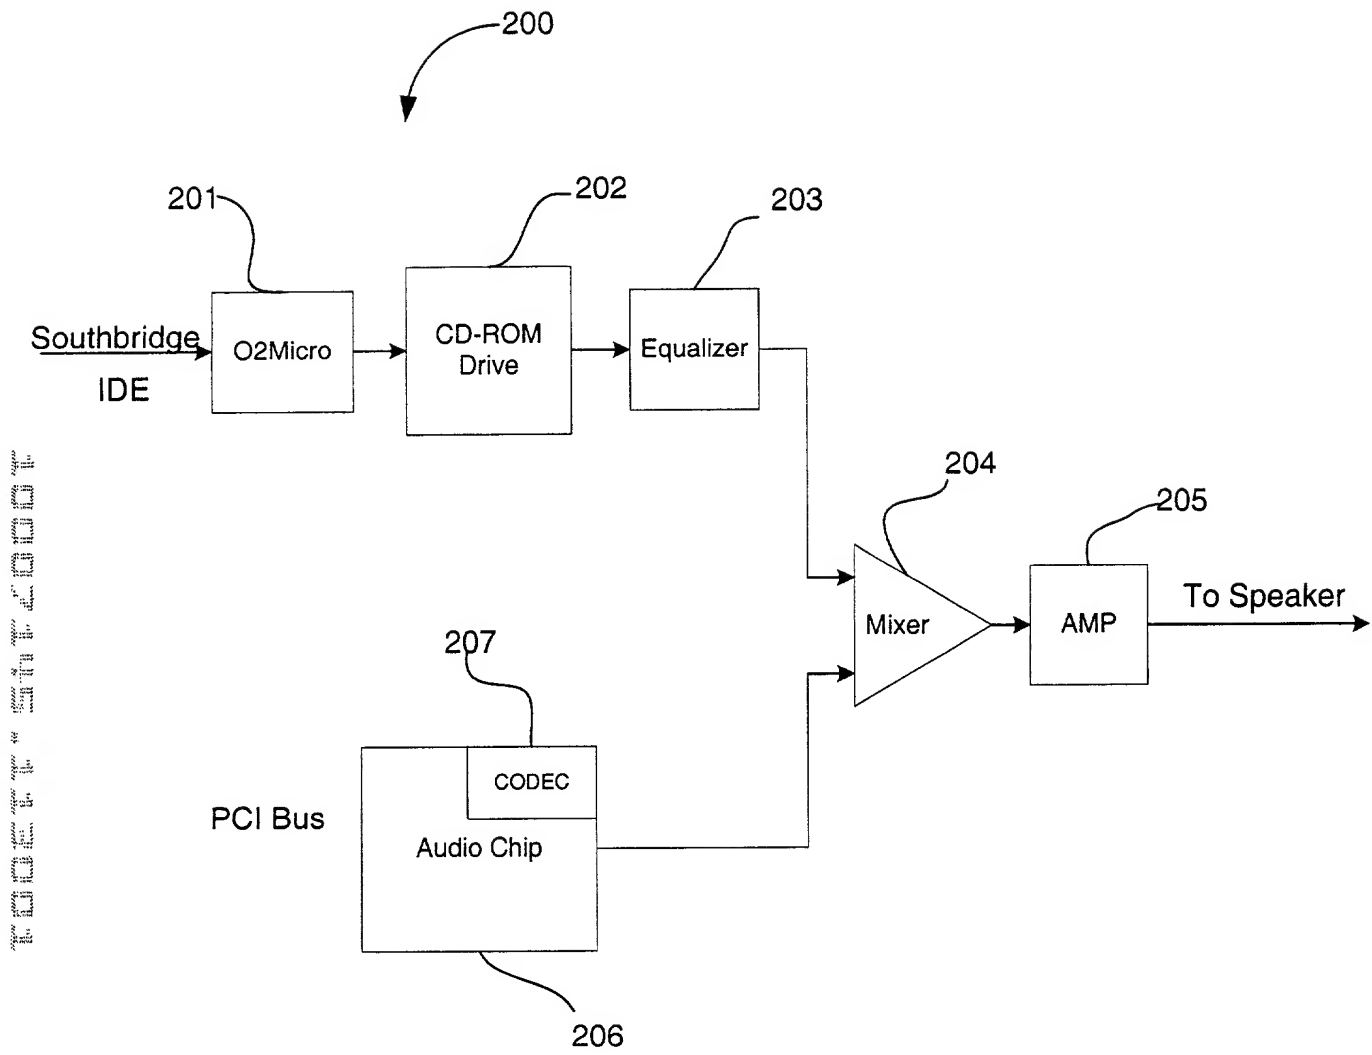 200
201
202
203
Southbridge
IDE
O2Micro
CD-ROM
Drive
Equalizer
204
205
Mixer
AMP
To Speaker
207
CODEC
PCI Bus
Audio Chip
206